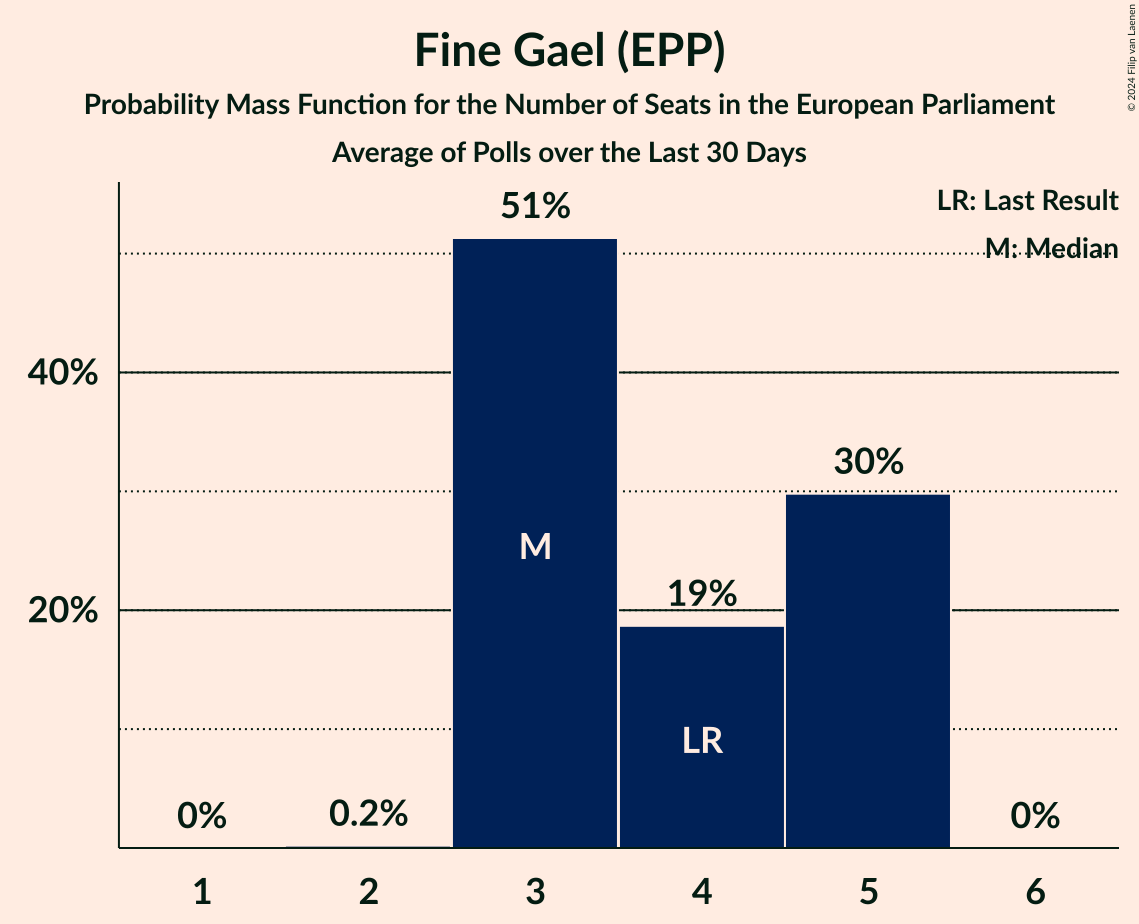 Fine Gael (EPP)
Probability Mass Function for the Number of Seats in the European Parliament
Average of Polls over the Last 30 Days
© 2024 Filip van Laenen
LR: Last Result
M: Median
51%
40%
30%
M
19%
20%
LR
0%
0.2%
0%
1
2
3
4
5
6